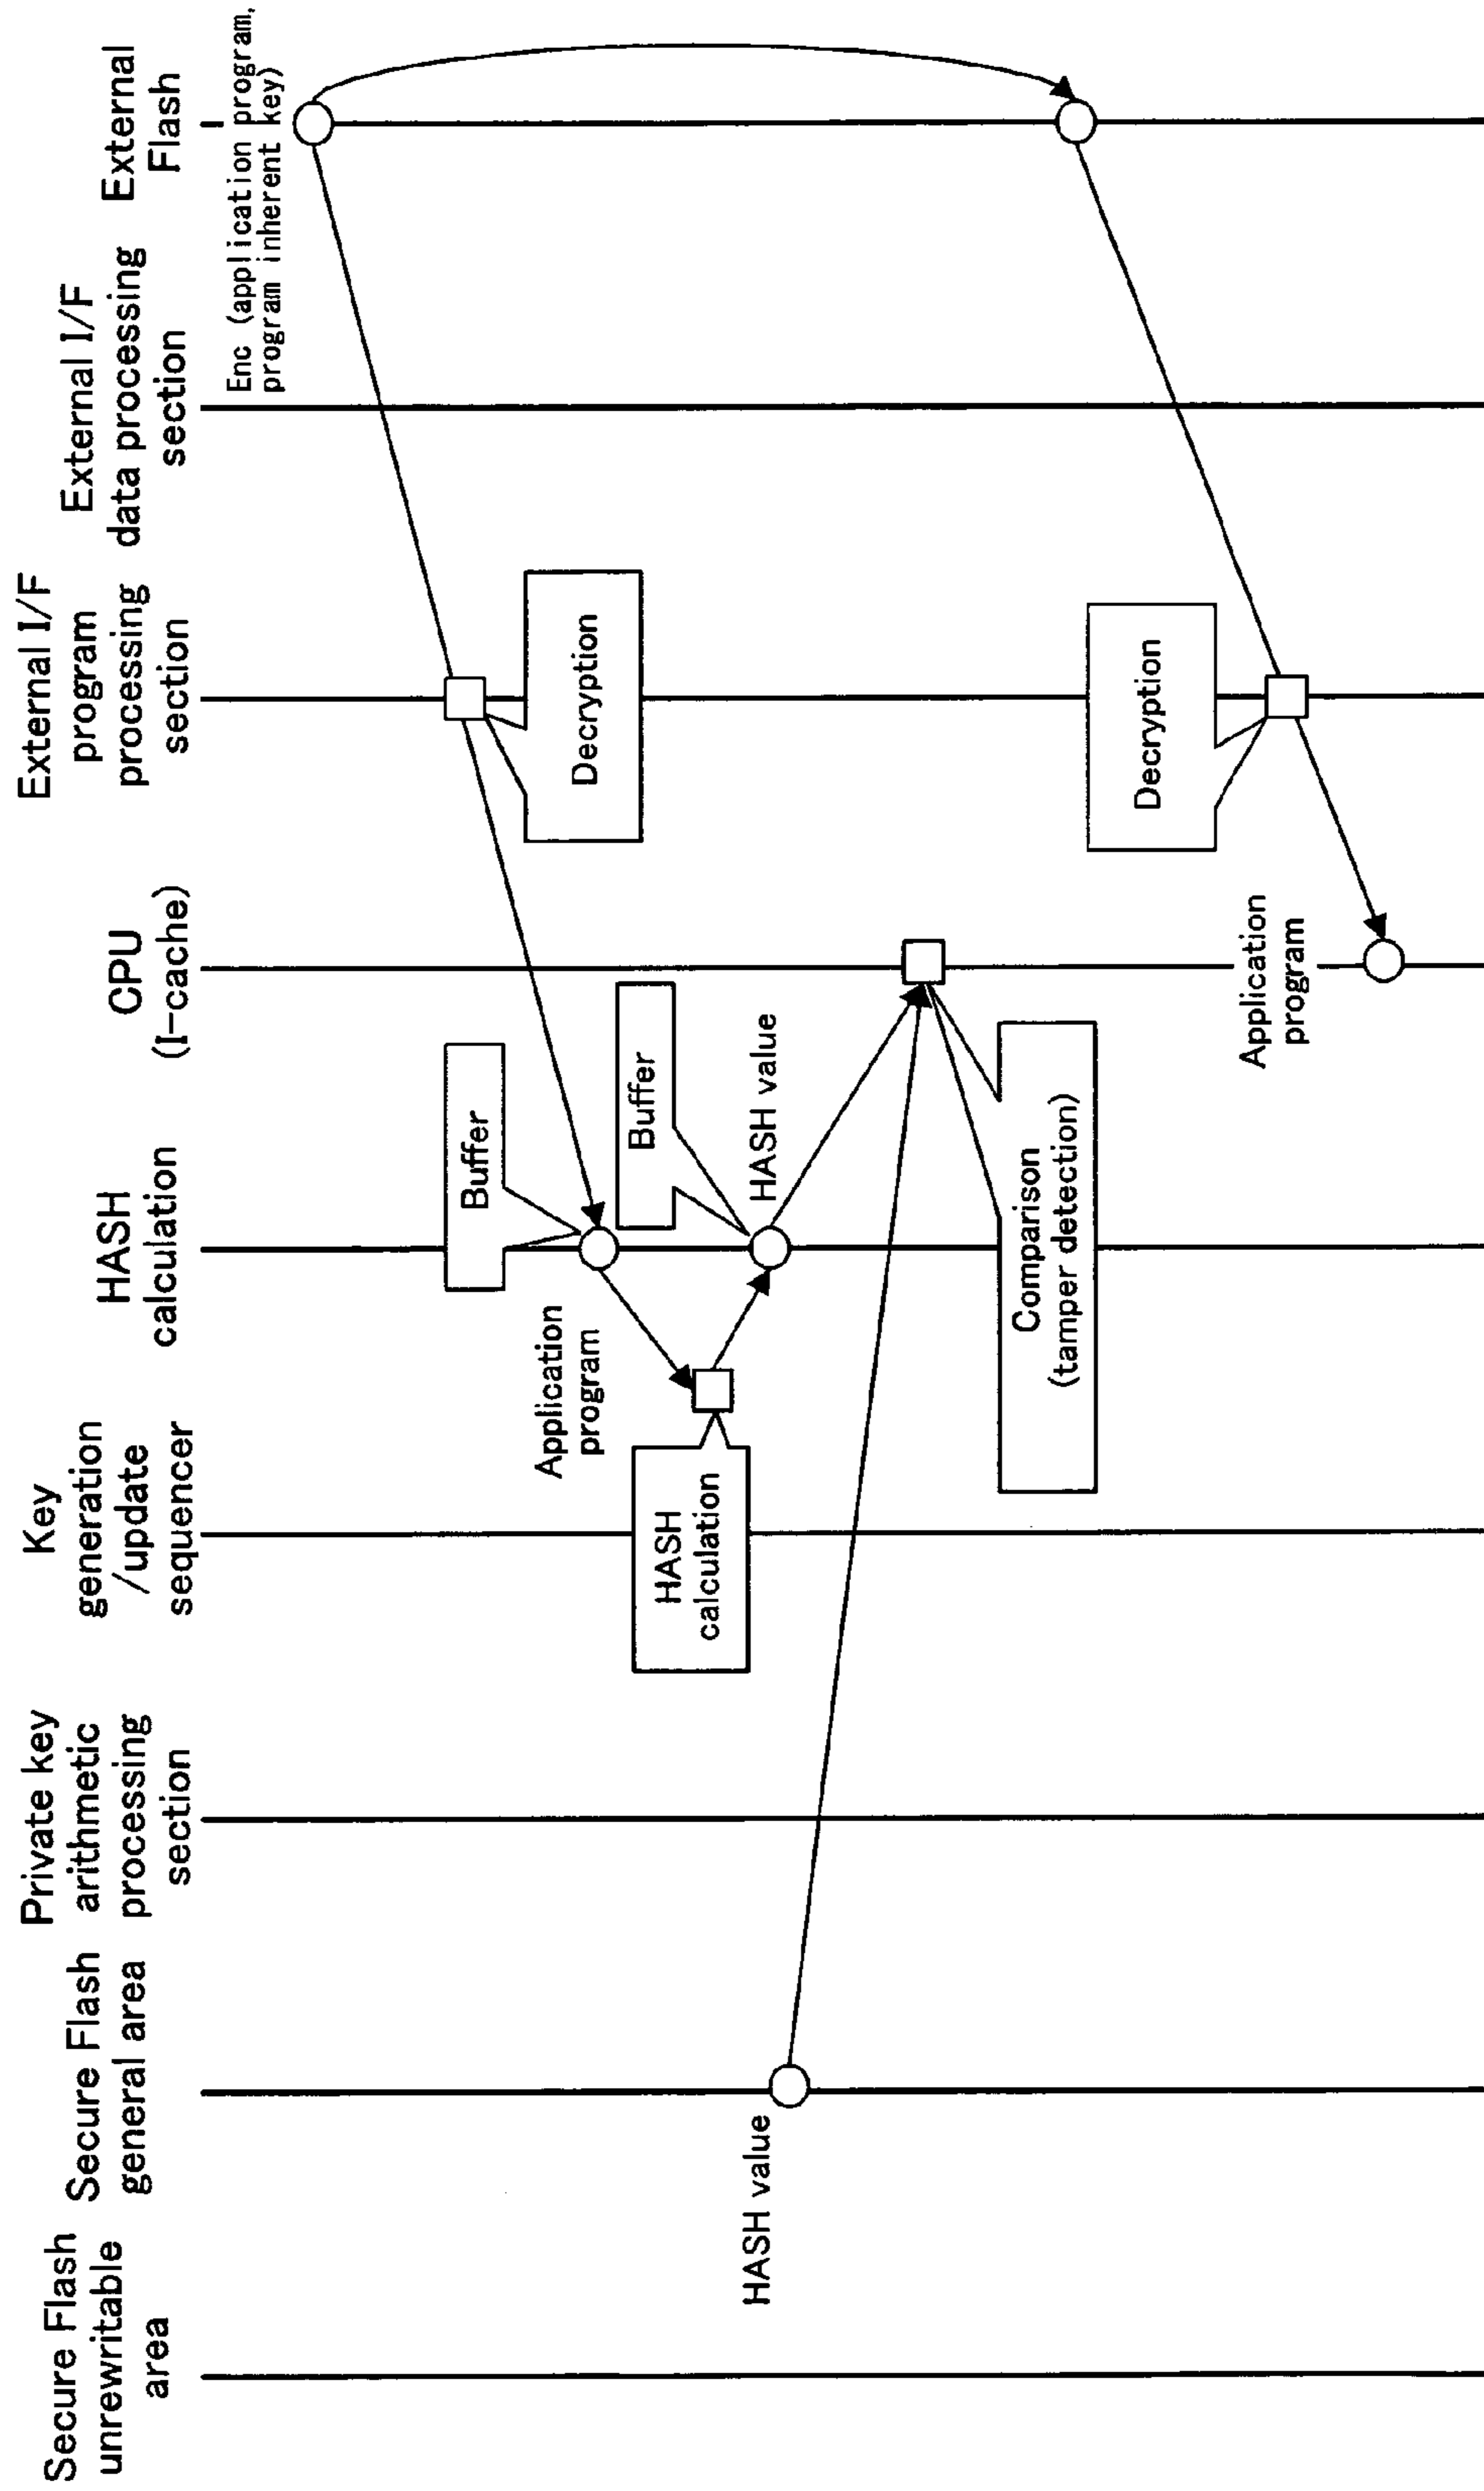 Secure Flash
unrewritable
area
Secure Flash
general area
Private key
arithmetic
processing
section
Key
generation
/update
sequencer
HASH
calculation
CPU
(I-cache)
External I/F
program
processing
section
External I/F
data processing
section
External
Flash
Enc (application program,
program inherent key)
Decryption
Buffer
Application
program
Buffer
HASH
calculation
HASH value
HASH value
Comparison
(tamper detection)
Decryption
Application
program